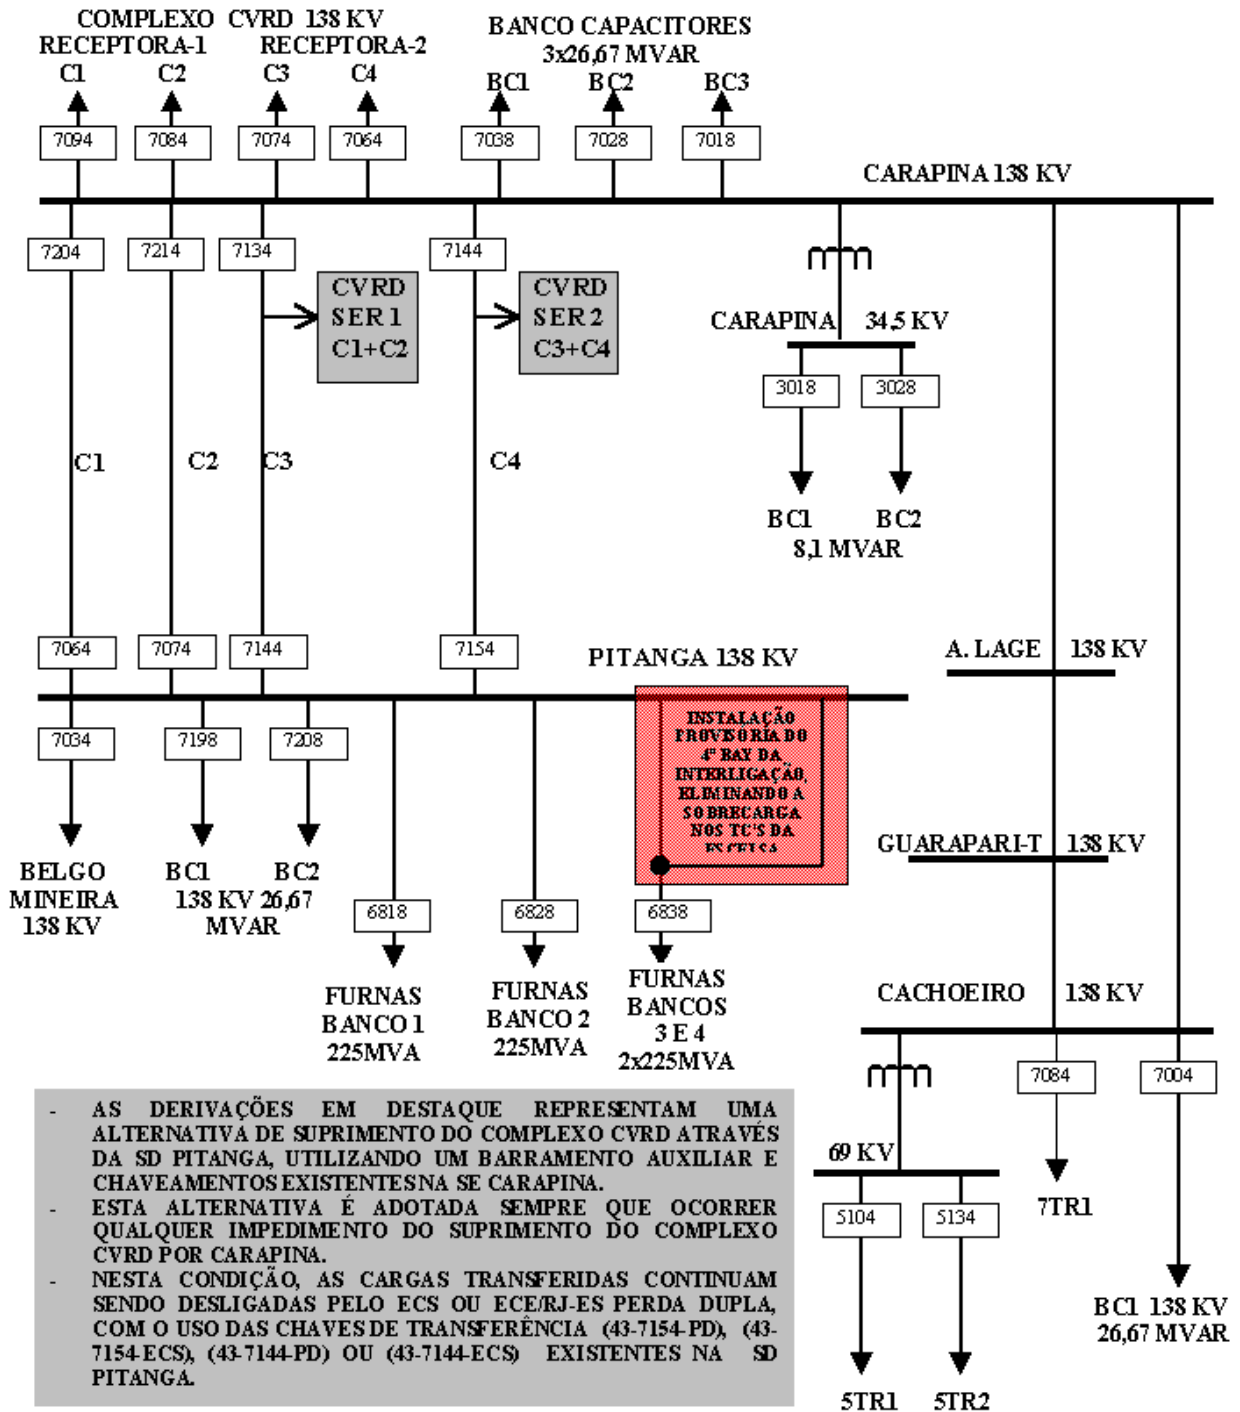 COMPLEXO CVRD 138 KV
RECEPTORA-1 RECEPTORA-2
C1 C2 C3 C4
BANCO CAPACITORES
3x26,67 MVAR
BC1 BC2 BC3
7094 7084 7074 7064 7038 7028 7018
CARAPINA 138 KV
7204 7214 7134 7144
CVRD
SER 1
C1+C2
CVRD
SER 2
C3+C4
CARAPINA 34,5 KV
3018 3028
C1 C2 C3 C4
BC1 BC2
8,1 MVAR
7064 7074 7144 7154
PITANGA 138 KV
A. LAGE 138 KV
7034 7198 7208
INSTALAÇÃO
PROVISÓRIA DO
4º BAY DA
INTERLIGAÇÃO,
ELIMINANDO A
SOBRECARGA
NOS TC'S DA
ESCELSA
GUARAPARI-T 138 KV
BELGO
MINEIRA
138 KV
BC1 BC2
138 KV 26,67
MVAR
6818 6828 6838
FURNAS
BANCO 1
225MVA
FURNAS
BANCO 2
225MVA
FURNAS
BANCOS
3 E 4
2x225MVA
CACHOEIRO 138 KV
7084 7004
69 KV
5104 5134
7TR1
BC1 138 KV
26,67 MVAR
5TR1 5TR2
- AS DERIVAÇÕES EM DESTAQUE REPRESENTAM UMA
ALTERNATIVA DE SUPRIMENTO DO COMPLEXO CVRD ATRAVÉS
DA SD PITANGA, UTILIZANDO UM BARRAMENTO AUXILIAR E
CHAVEAMENTOS EXISTENTES NA SE CARAPINA.
- ESTA ALTERNATIVA É ADOTADA SEMPRE QUE OCORRER
QUALQUER IMPEDIMENTO DO SUPRIMENTO DO COMPLEXO
CVRD POR CARAPINA.
- NESTA CONDIÇÃO, AS CARGAS TRANSFERIDAS CONTINUAM
SENDO DESLIGADAS PELO ECS OU ECE/RJ-ES PERDA DUPLA,
COM O USO DAS CHAVES DE TRANSFERÊNCIA (43-7154-PD), (43-
7154-ECS), (43-7144-PD) OU (43-7144-ECS) EXISTENTES NA SD
PITANGA.